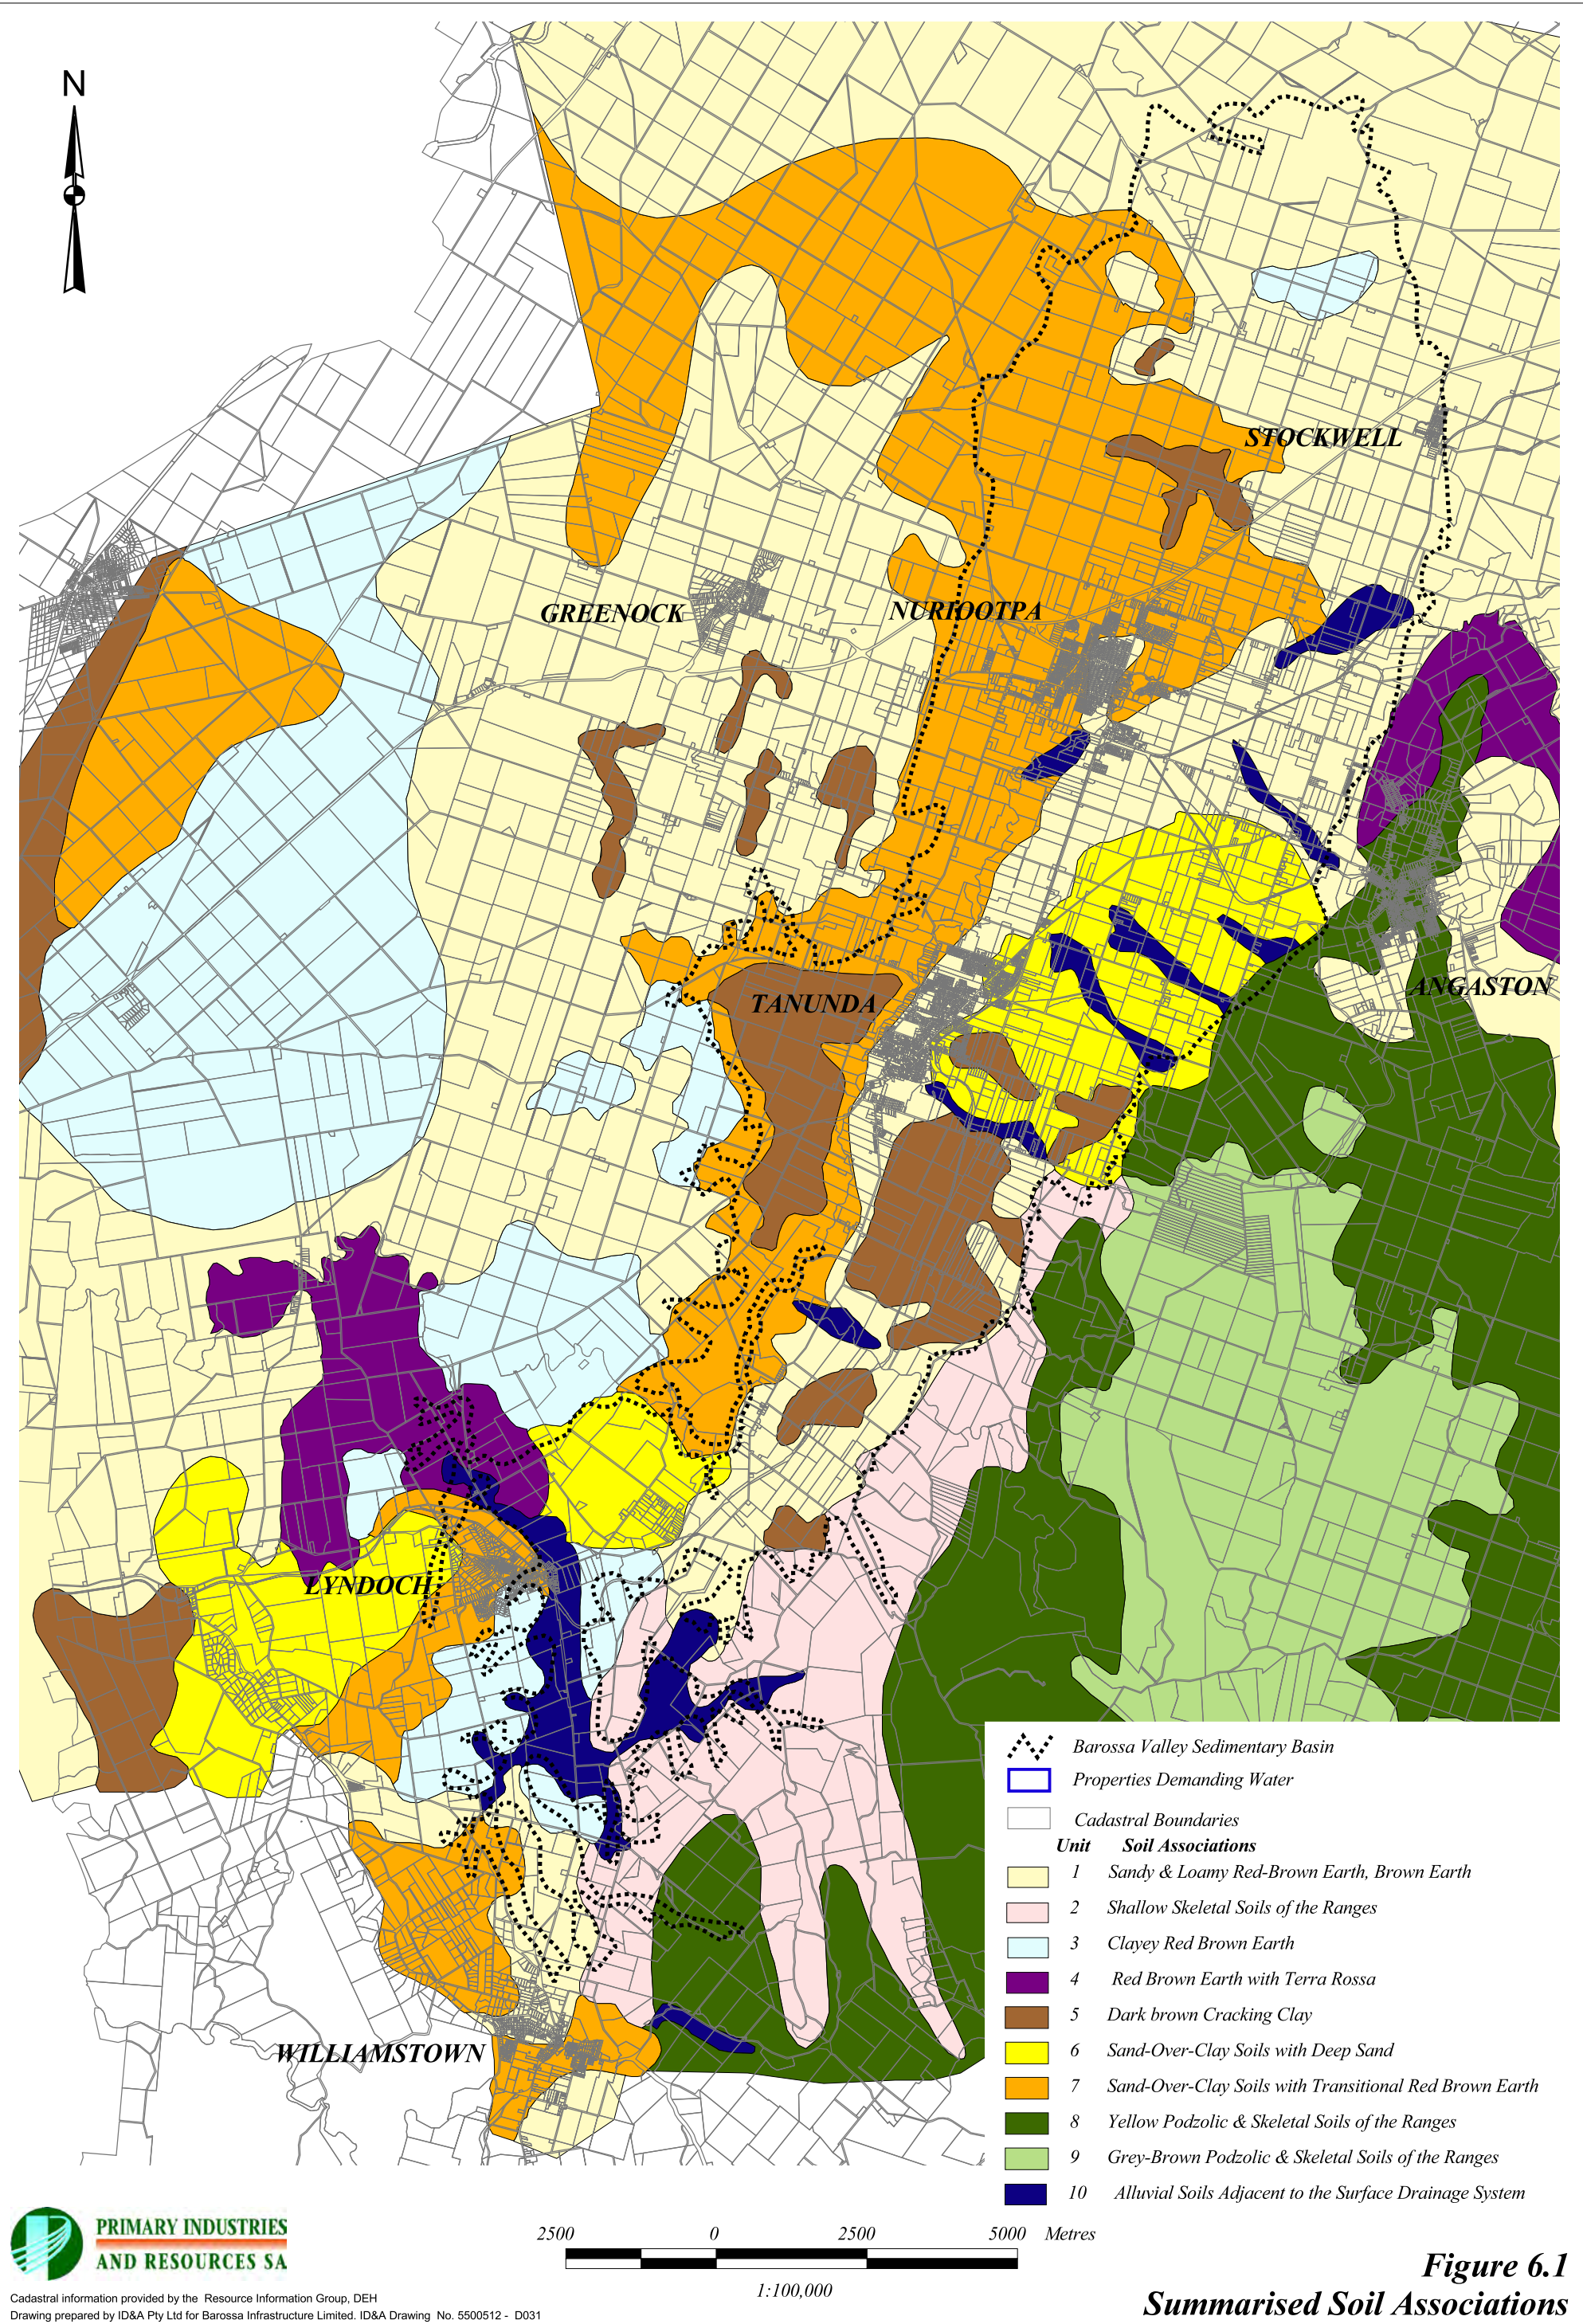 N
STOCKWELL
GREENOCK
NURIOOTPA
ANGASTON
TANUNDA
LYNDOCH
WILLIAMSTOWN
Barossa Valley Sedimentary Basin
Properties Demanding Water
Cadastral Boundaries
Unit Soil Associations
1 Sandy & Loamy Red-Brown Earth, Brown Earth
2 Shallow Skeletal Soils of the Ranges
3 Clayey Red Brown Earth
4 Red Brown Earth with Terra Rossa
5 Dark brown Cracking Clay
6 Sand-Over-Clay Soils with Deep Sand
7 Sand-Over-Clay Soils with Transitional Red Brown Earth
8 Yellow Podzolic & Skeletal Soils of the Ranges
9 Grey-Brown Podzolic & Skeletal Soils of the Ranges
10 Alluvial Soils Adjacent to the Surface Drainage System
PRIMARY INDUSTRIES
AND RESOURCES SA
2500 0 2500 5000 Metres
1:100,000
Cadastral information provided by the Resource Information Group, DEH
Drawing prepared by ID&A Pty Ltd for Barossa Infrastructure Limited. ID&A Drawing No. 5500512 - D031
Figure 6.1
Summarised Soil Associations